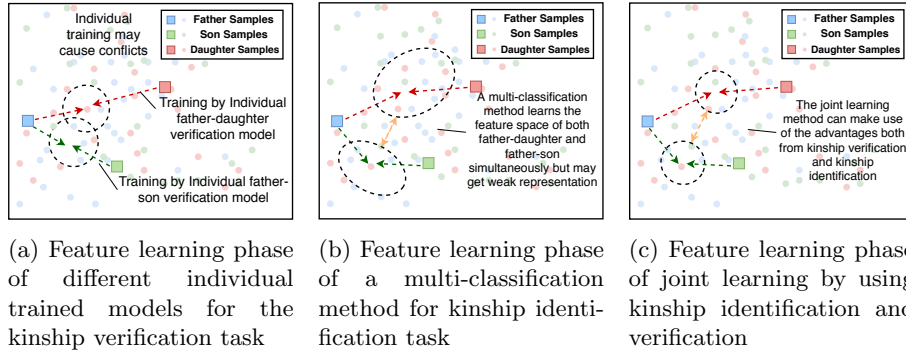 Individual
training may
cause conflicts
Father Samples
Son Samples
Daughter Samples
Training by Individual
father-daughter
verification model
Training by Individual father-
son verification model
(a) Feature learning phase
of different individual
trained models for the
kinship verification task
Father Samples
Son Samples
Daughter Samples
A multi-classification
method learns the
feature space of both
father-daughter and
father-son
simultaneously but may
get weak representation
(b) Feature learning phase
of a multi-classification
method for kinship identi-
fication task
Father Samples
Son Samples
Daughter Samples
The joint learning
method can make use
of the advantages both
from kinship verification
and kinship
identification
(c) Feature learning phase
of joint learning by using
kinship identification and
verification